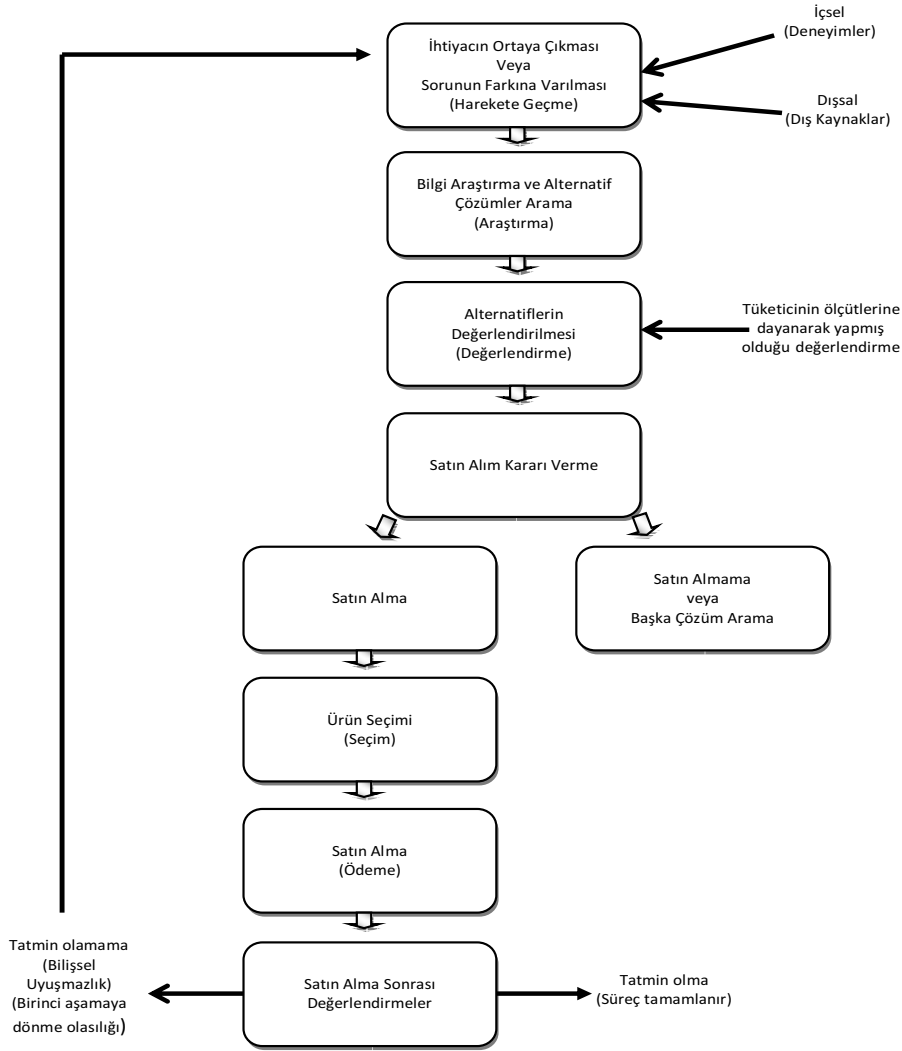 İçsel
(Deneyimler)
İhtiyacın Ortaya Çıkması
Veya
Sorunun Farkına Varılması
(Harekete Geçme)
Dışsal
(Dış Kaynaklar)
Bilgi Araştırma ve Alternatif
Çözümler Arama
(Araştırma)
Alternatiflerin
Değerlendirilmesi
(Değerlendirme)
Tüketicinin ölçütlerine
dayanarak yapmış
olduğu değerlendirme
Satın Alım Kararı Verme
Satın Alma
Satın Almama
veya
Başka Çözüm Arama
Ürün Seçimi
(Seçim)
Satın Alma
(Ödeme)
Tatmin olamama
(Bilişsel
Uyuşmazlık)
(Birinci aşamaya
dönme olasılığı)
Satın Alma Sonrası
Değerlendirmeler
Tatmin olma
(Süreç tamamlanır)